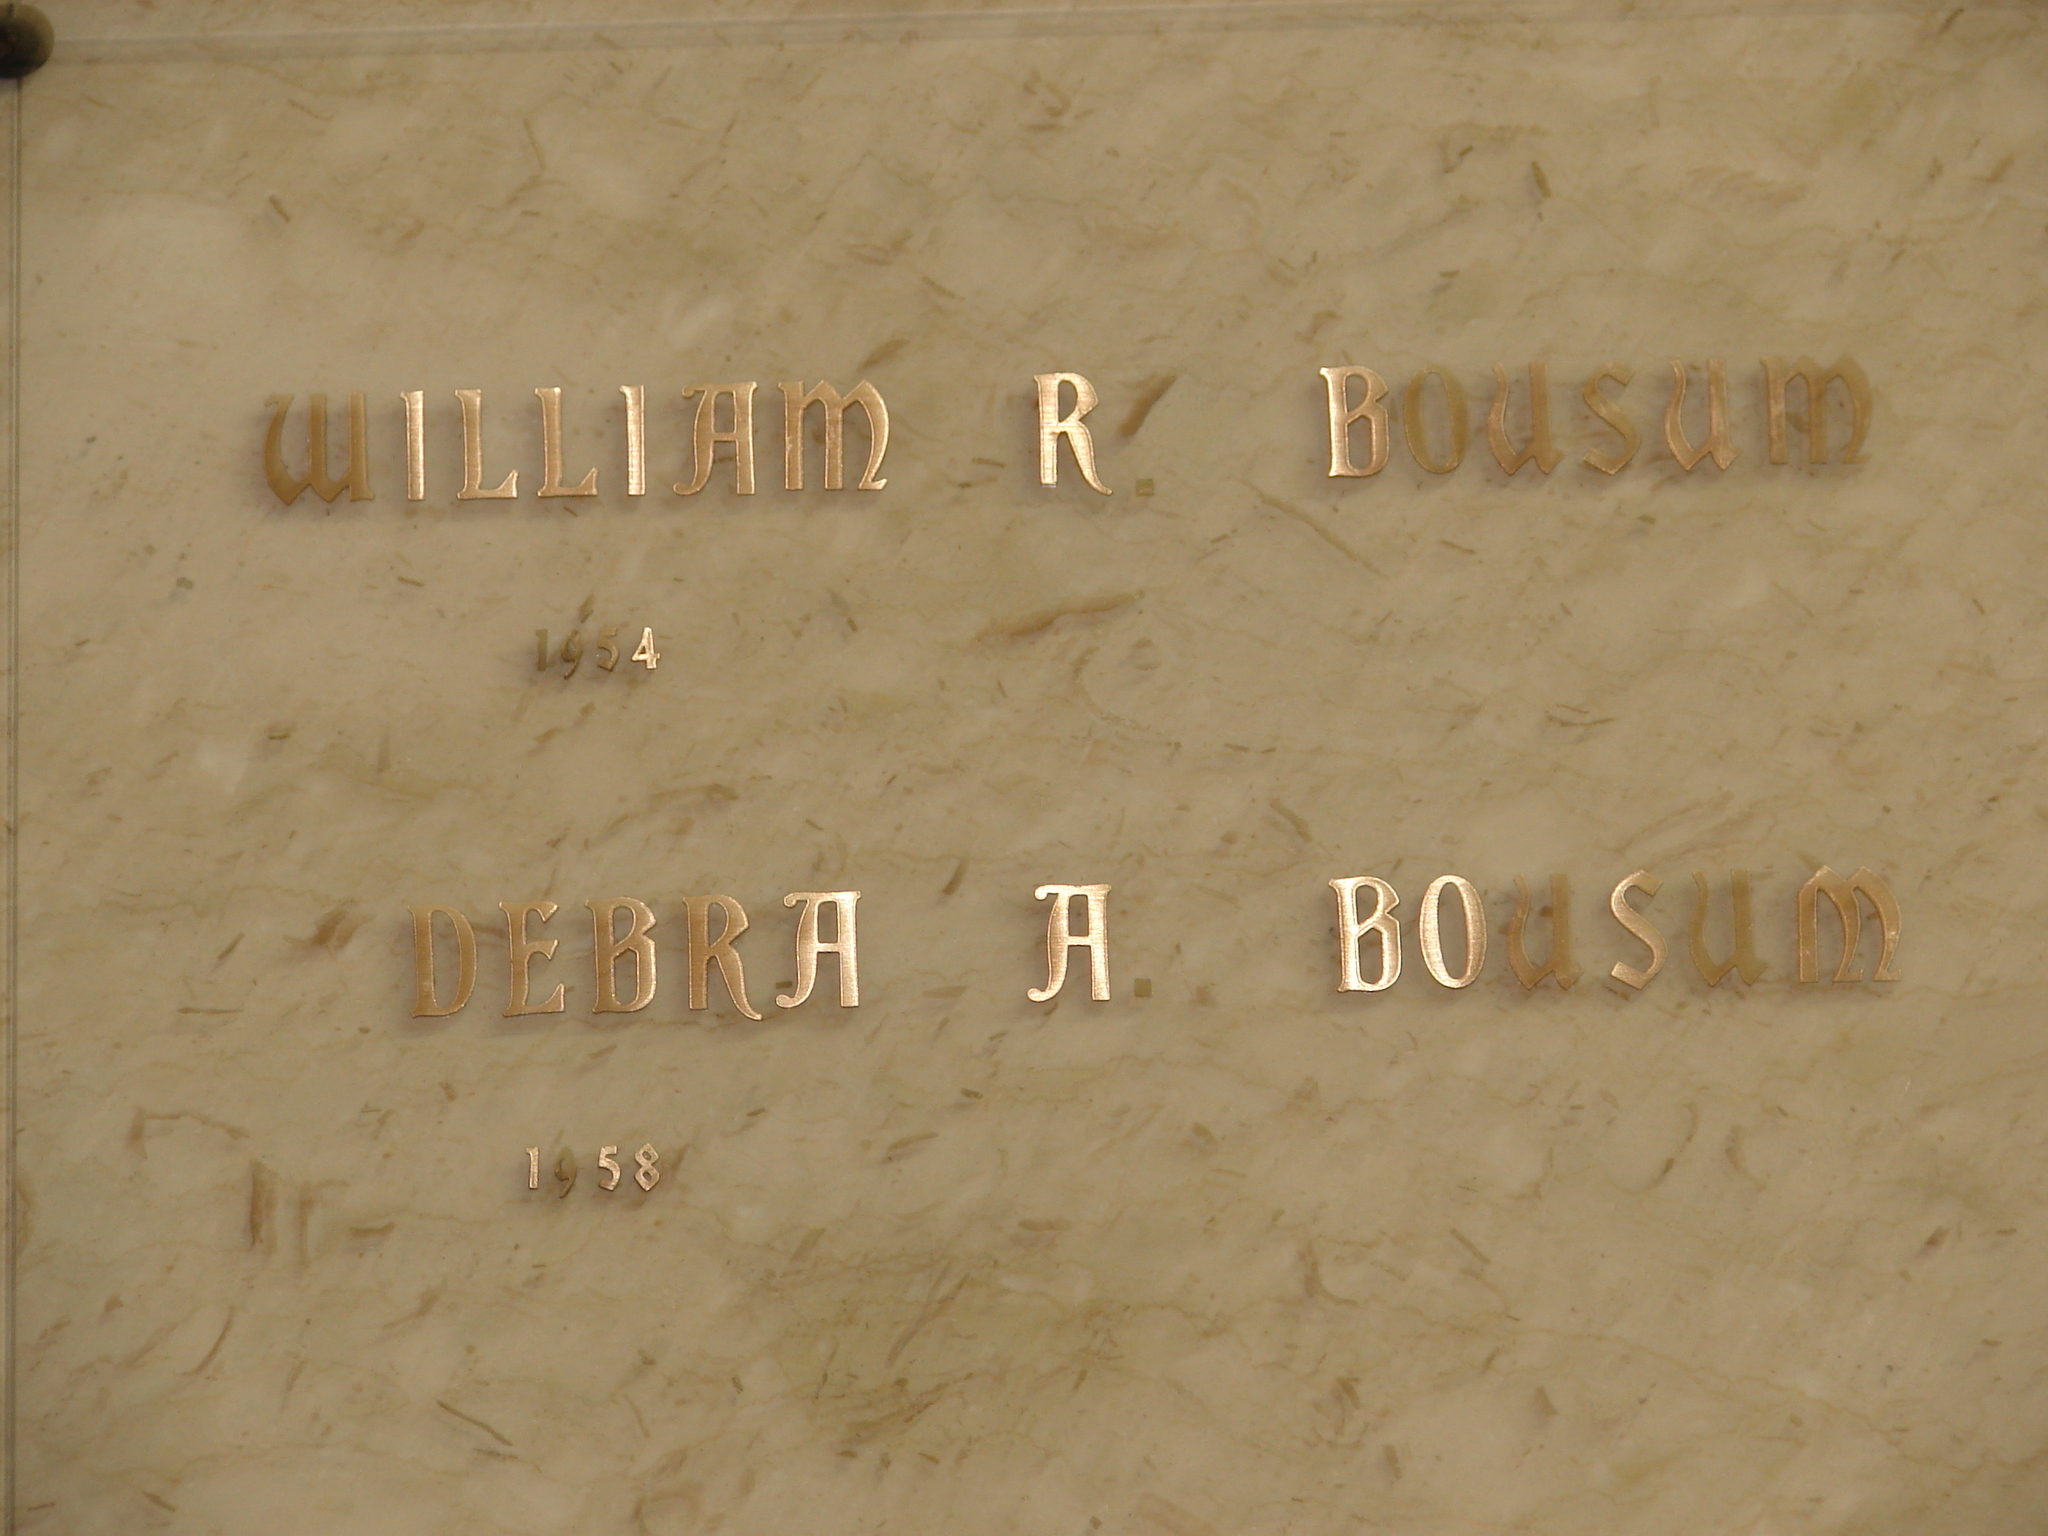 WILLIAM R. BOUSUM
1954
DEBRA A. BOUSUM
1958